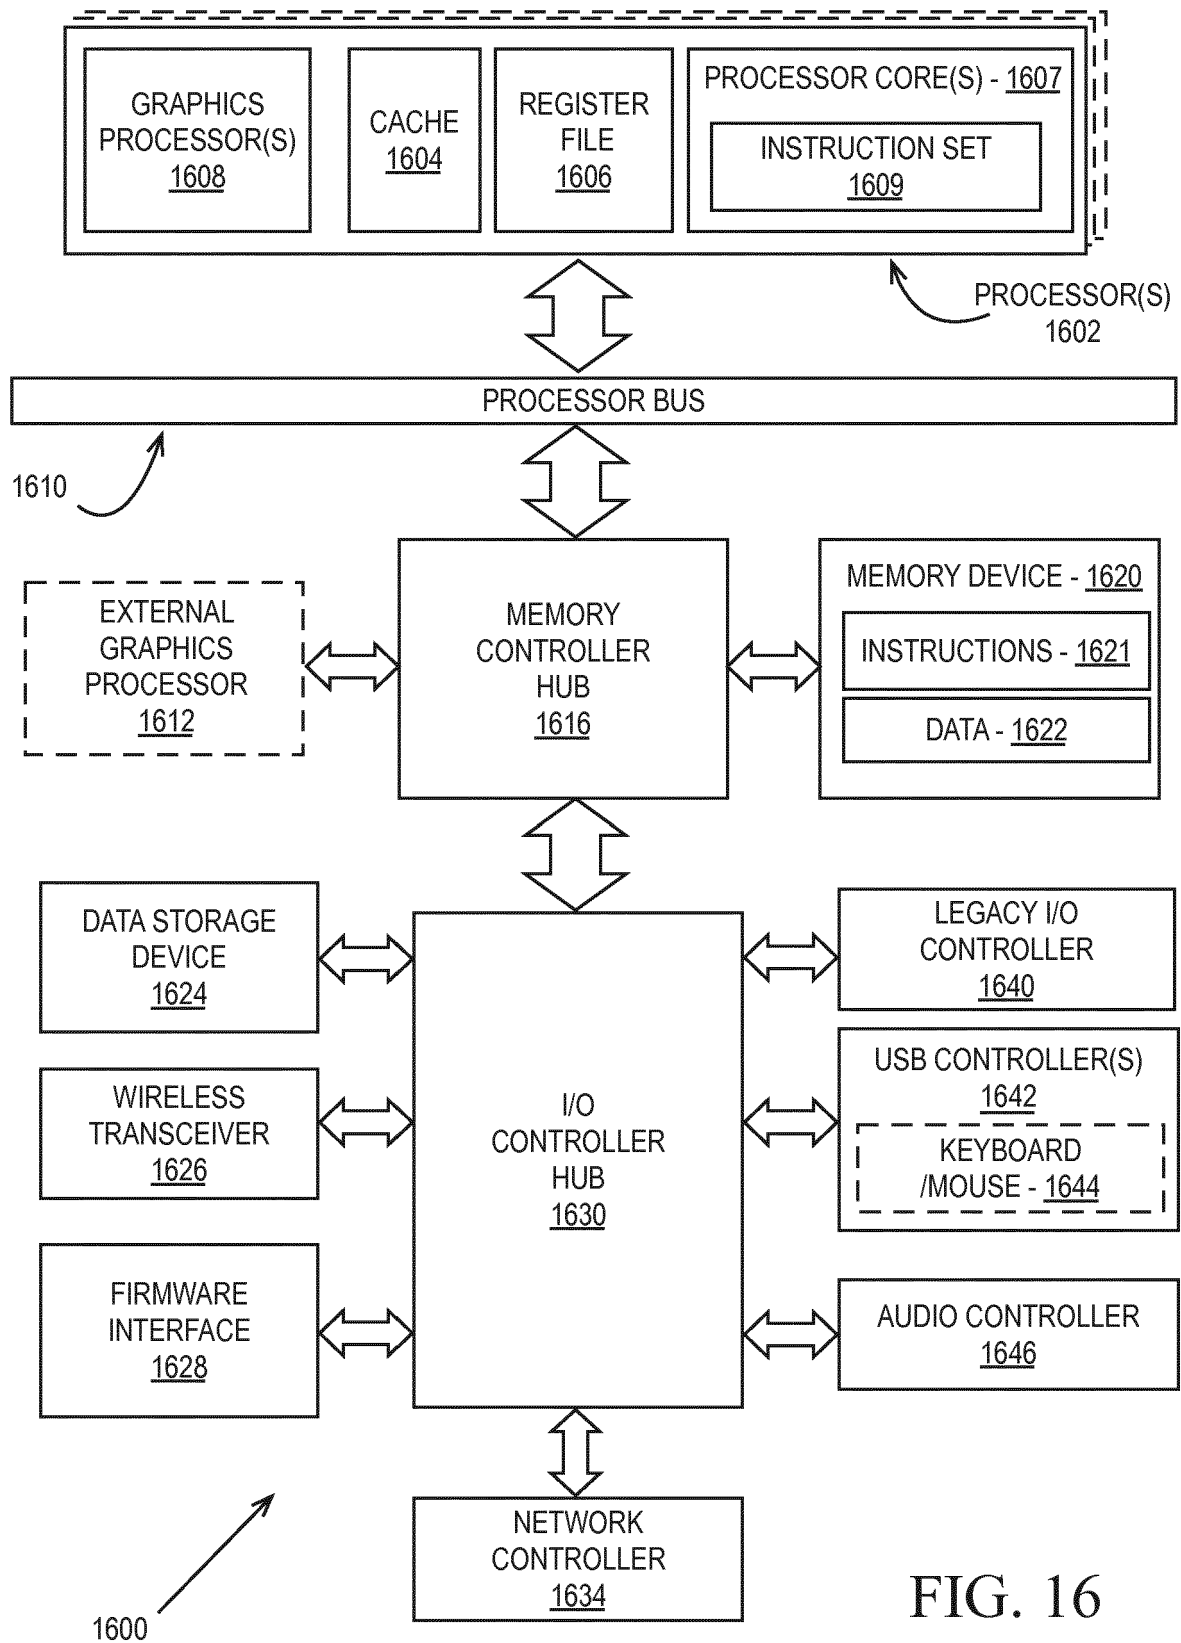 GRAPHICS
PROCESSOR(S)
1608
CACHE
1604
REGISTER
FILE
1606
PROCESSOR CORE(S) - 1607
INSTRUCTION SET
1609
PROCESSOR(S)
1602
PROCESSOR BUS
1610
EXTERNAL
GRAPHICS
PROCESSOR
1612
MEMORY
CONTROLLER
HUB
1616
MEMORY DEVICE - 1620
INSTRUCTIONS - 1621
DATA - 1622
DATA STORAGE
DEVICE
1624
WIRELESS
TRANSCEIVER
1626
FIRMWARE
INTERFACE
1628
I/O
CONTROLLER
HUB
1630
LEGACY I/O
CONTROLLER
1640
USB CONTROLLER(S)
1642
KEYBOARD
/MOUSE - 1644
AUDIO CONTROLLER
1646
NETWORK
CONTROLLER
1634
1600
FIG. 16